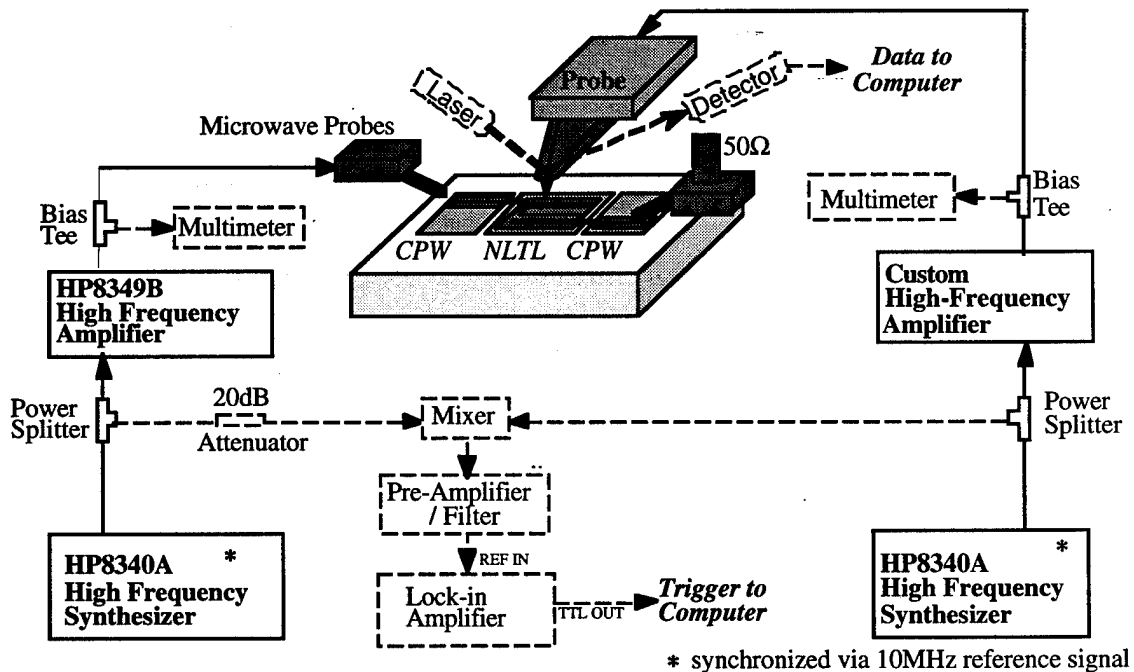 Probe
Laser
Detector
Data to
Computer
Microwave Probes
50Ω
Bias
Tee
Multimeter
CPW
NLTL
CPW
Multimeter
Bias
Tee
HP8349B
High Frequency
Amplifier
Custom
High-Frequency
Amplifier
Power
Splitter
20dB
Attenuator
Mixer
Power
Splitter
Pre-Amplifier
/ Filter
REF IN
HP8340A *
High Frequency
Synthesizer
Lock-in
Amplifier
TTL OUT
Trigger to
Computer
HP8340A *
High Frequency
Synthesizer
* synchronized via 10MHz reference signal